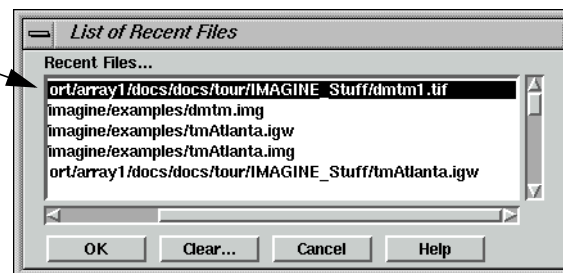 List of Recent Files
Recent Files...
ort/array1/docs/docs/tour/IMAGINE_Stuff/dmtm1.tif
imagine/examples/dmtm.img
imagine/examples/tmAtlanta.igw
imagine/examples/tmAtlanta.img
ort/array1/docs/docs/tour/IMAGINE_Stuff/tmAtlanta.igw
OK Clear... Cancel Help